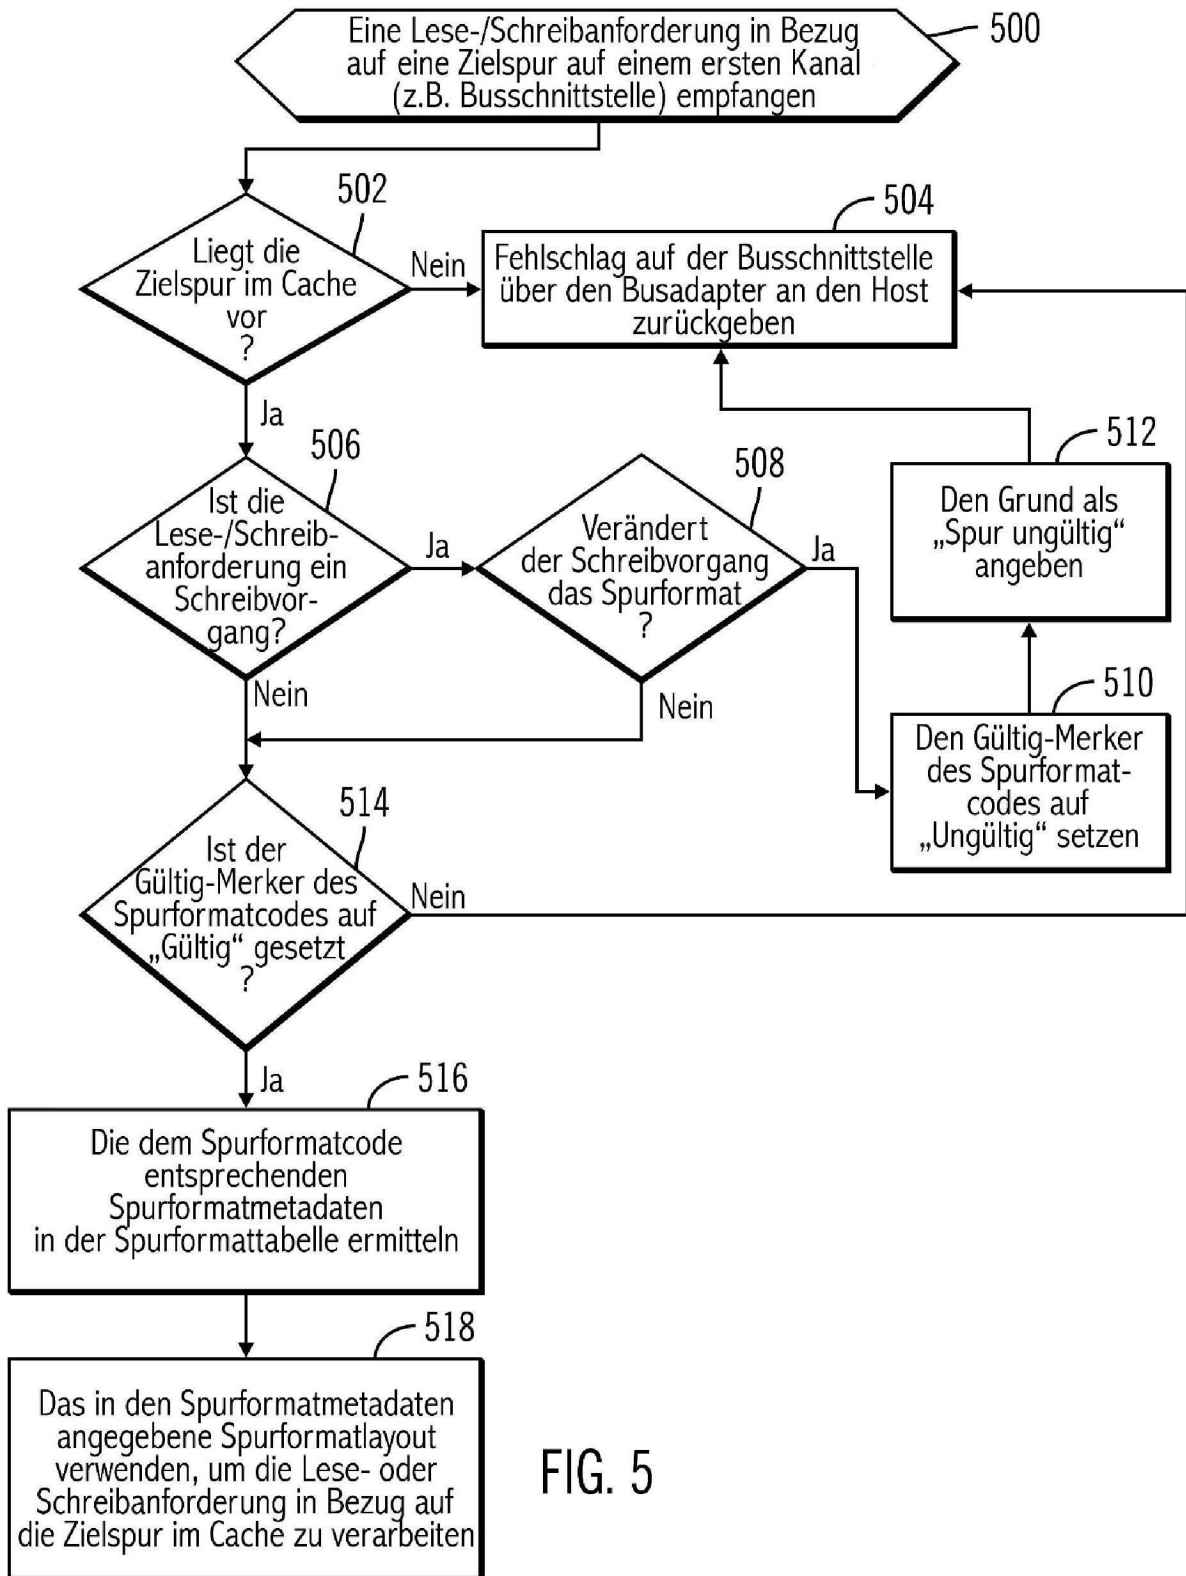 Eine Lese-/Schreibanforderung in Bezug
auf eine Zielspur auf einem ersten Kanal
(z.B. Busschnittstelle) empfangen
500
502
Liegt die
Zielspur im Cache
vor
?
Nein
504
Fehlschlag auf der Busschnittstelle
über den Busadapter an den Host
zurückgeben
Ja
506
Ist die
Lese-/Schreib-
anforderung ein
Schreibvor-
gang?
Ja
508
Verändert
der Schreibvorgang
das Spurformat
?
Ja
512
Den Grund als
„Spur ungültig“
angeben
Nein
Nein
510
Den Gültig-Merker
des Spurformat-
codes auf
„Ungültig“ setzen
514
Ist der
Gültig-Merker des
Spurformatcodes auf
„Gültig“ gesetzt
?
Nein
Ja
516
Die dem Spurformatcode
entsprechenden
Spurformatmetadaten
in der Spurformattabelle ermitteln
518
Das in den Spurformatmetadaten
angegebene Spurformatlayout
verwenden, um die Lese- oder
Schreibanforderung in Bezug auf
die Zielspur im Cache zu verarbeiten
FIG. 5